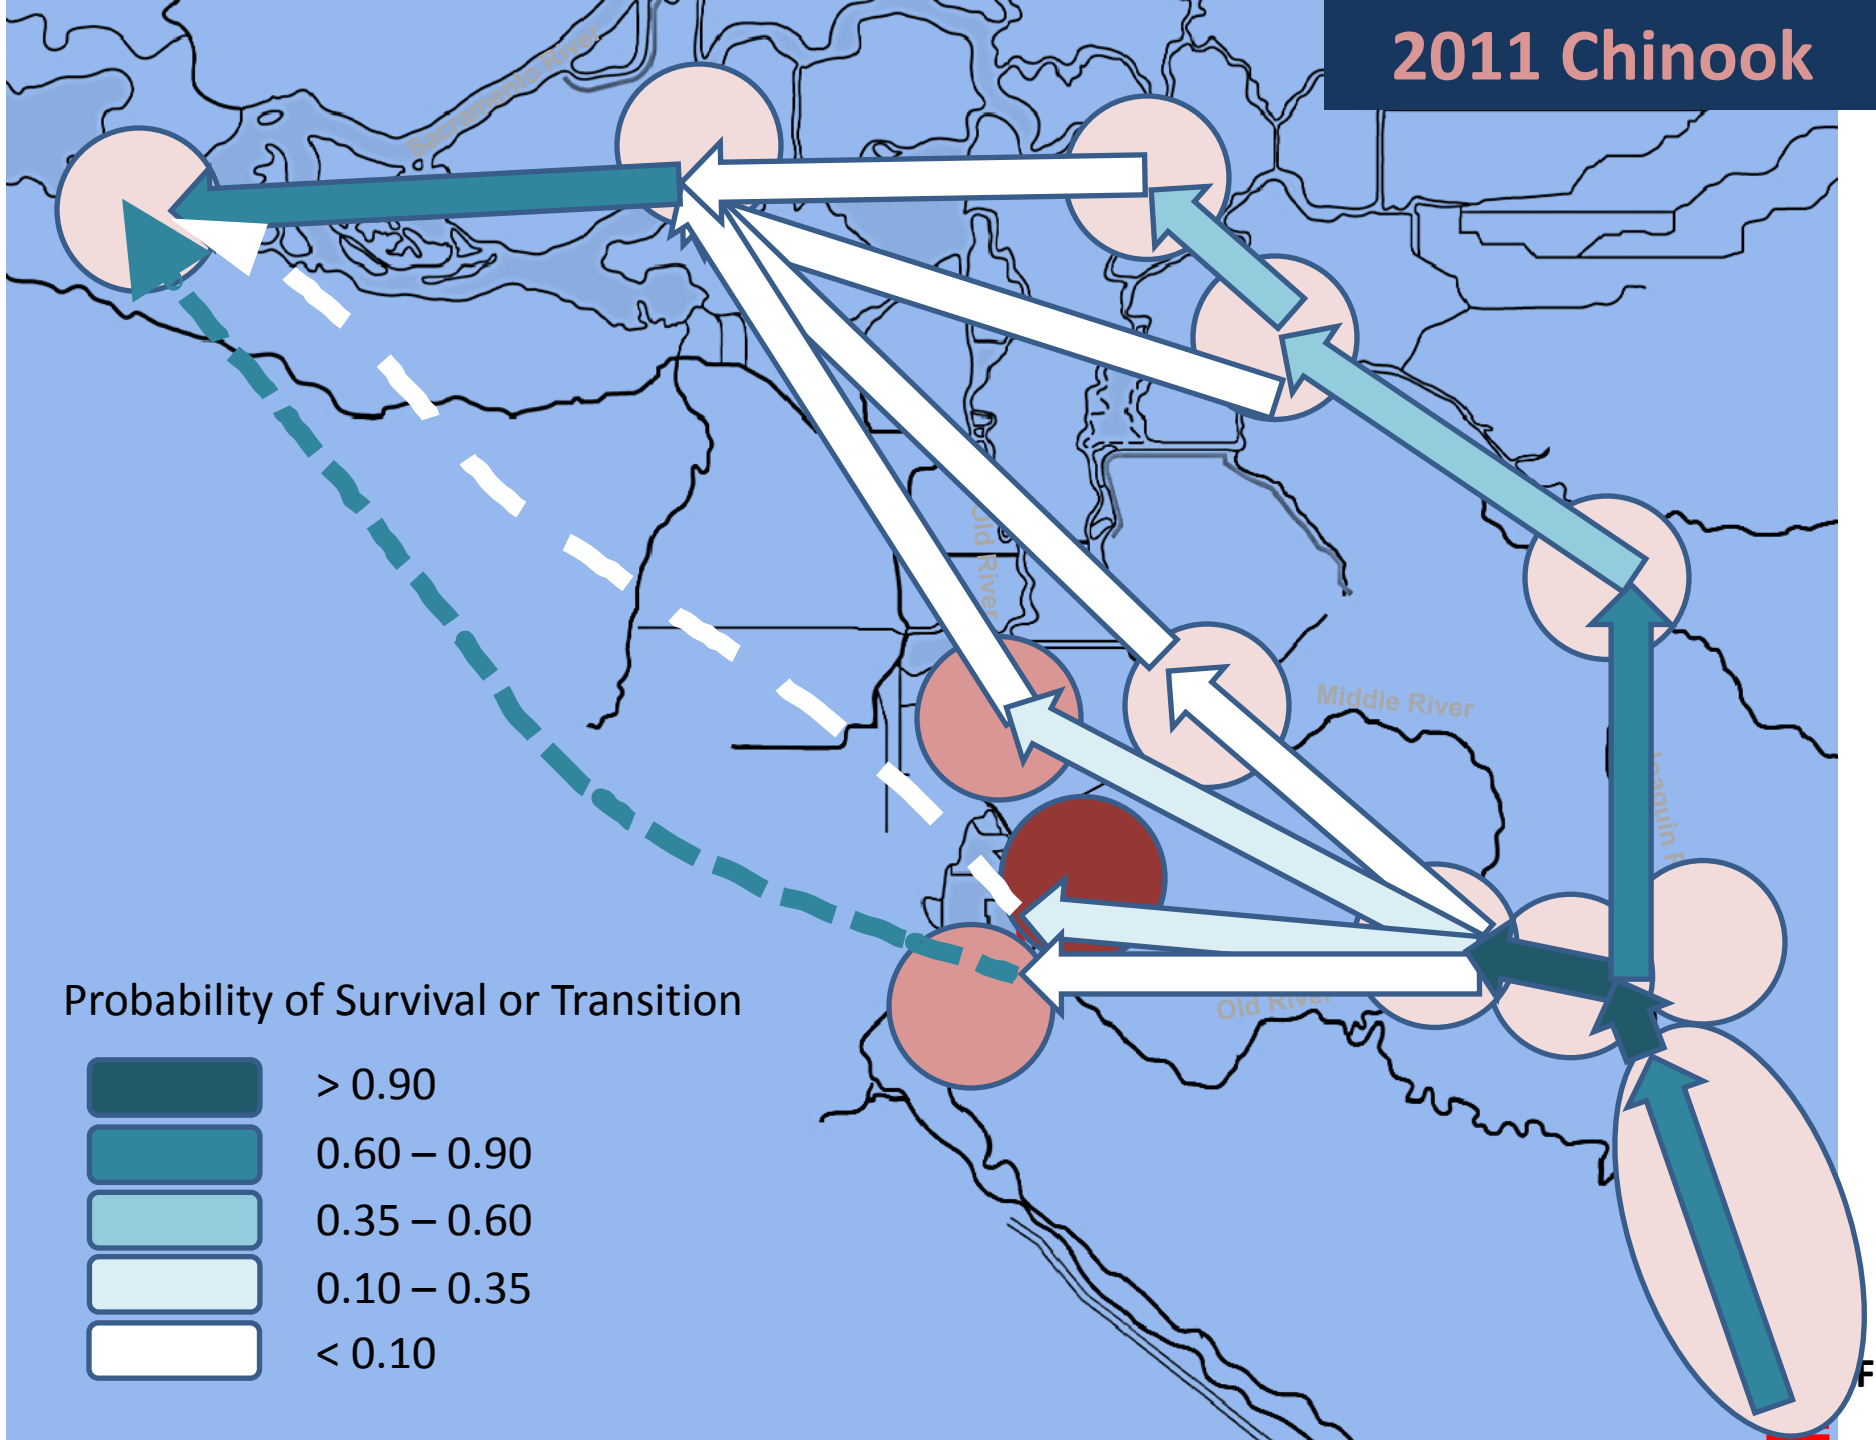 2011 Chinook
Sacramento River
Old River
Middle River
Joaquin R
Old River
Probability of Survival or Transition
> 0.90
0.60 – 0.90
0.35 – 0.60
0.10 – 0.35
< 0.10
F